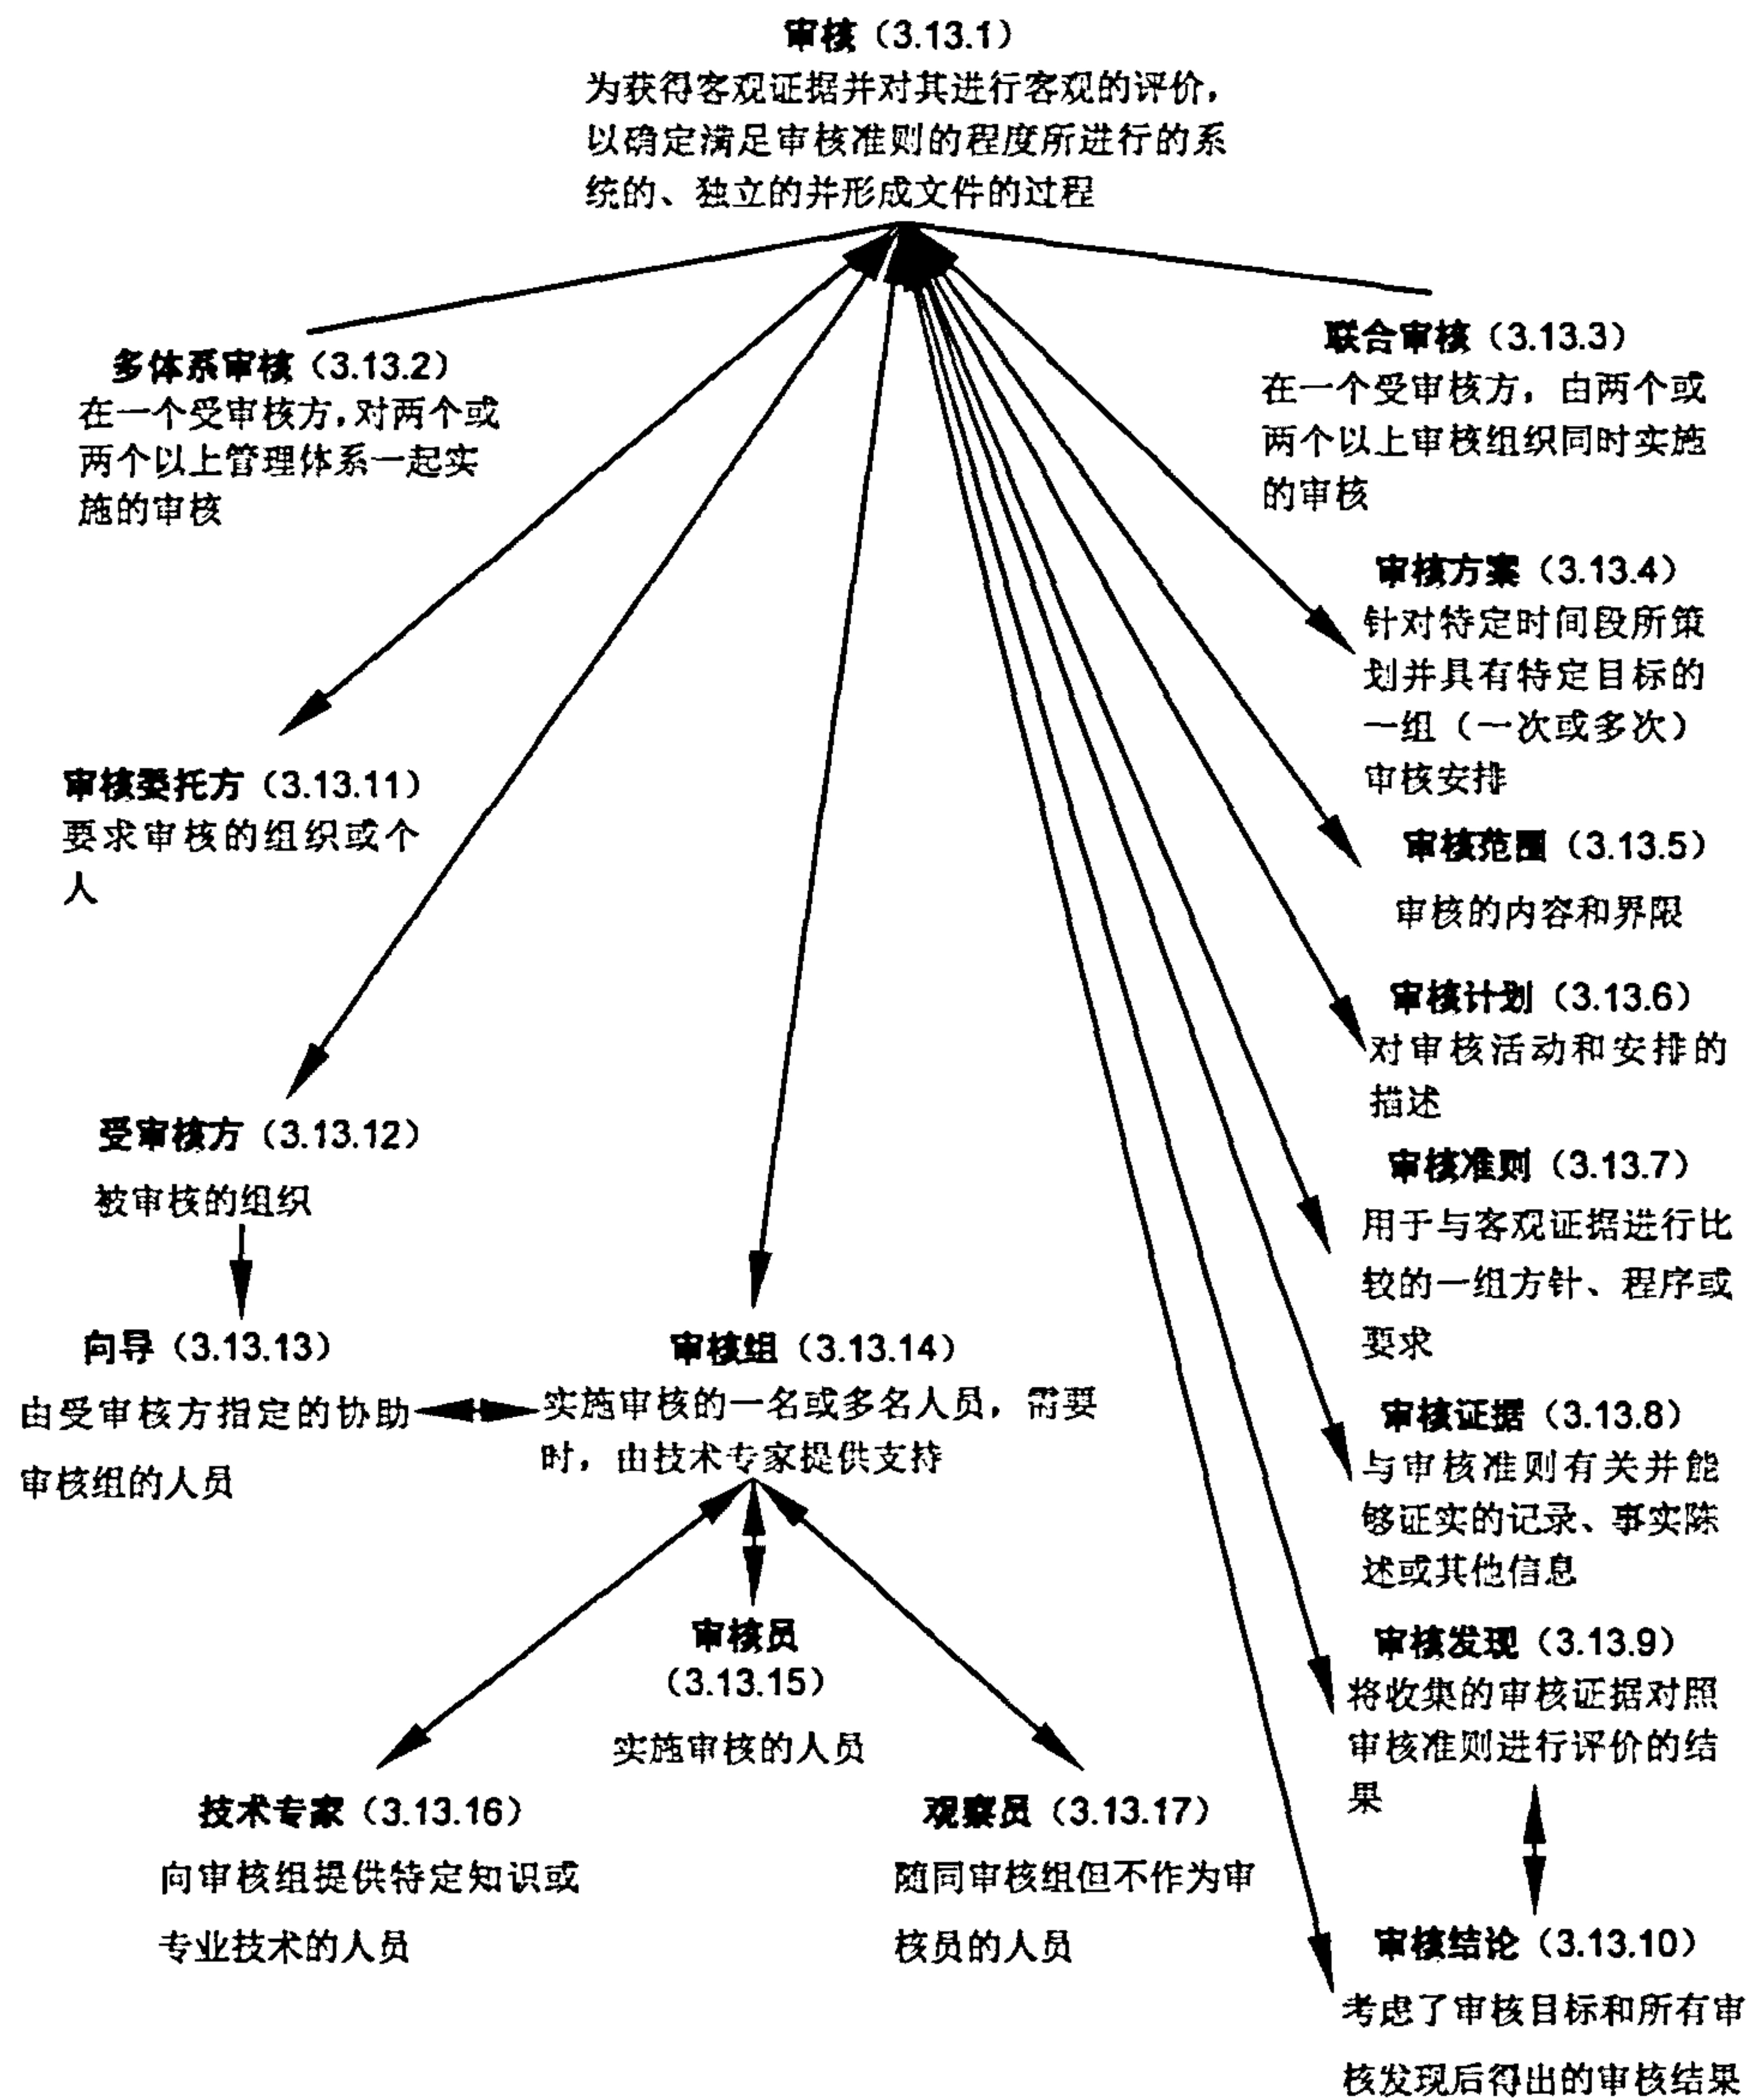 审核（3.13.1）
为获得客观证据并对其进行客观的评价，
以确定满足审核准则的程度所进行的系
统的、独立的并形成文件的过程
多体系审核（3.13.2）
在一个受审核方，对两个或
两个以上管理体系一起实
施的审核
联合审核（3.13.3）
在一个受审核方，由两个或
两个以上审核组织同时实施
的审核
审核方案（3.13.4）
针对特定时间段所策
划并具有特定目标的
一组（一次或多次）
审核安排
审核委托方（3.13.11）
要求审核的组织或个
人
审核范围（3.13.5）
审核的内容和界限
审核计划（3.13.6）
对审核活动和安排的
描述
受审核方（3.13.12）
被审核的组织
审核准则（3.13.7）
用于与客观证据进行比
较的一组方针、程序或
要求
向导（3.13.13）
由受审核方指定的协助
审核组的人员
审核组（3.13.14）
实施审核的一名或多名人员，需要
时，由技术专家提供支持
审核证据（3.13.8）
与审核准则有关并能
够证实的记录、事实陈
述或其他信息
审核员
（3.13.15）
实施审核的人员
审核发现（3.13.9）
将收集的审核证据对照
审核准则进行评价的结
果
技术专家（3.13.16）
向审核组提供特定知识或
专业技术的人员
观察员（3.13.17）
随同审核组但不作为审
核员的人员
审核结论（3.13.10）
考虑了审核目标和所有审
核发现后得出的审核结果